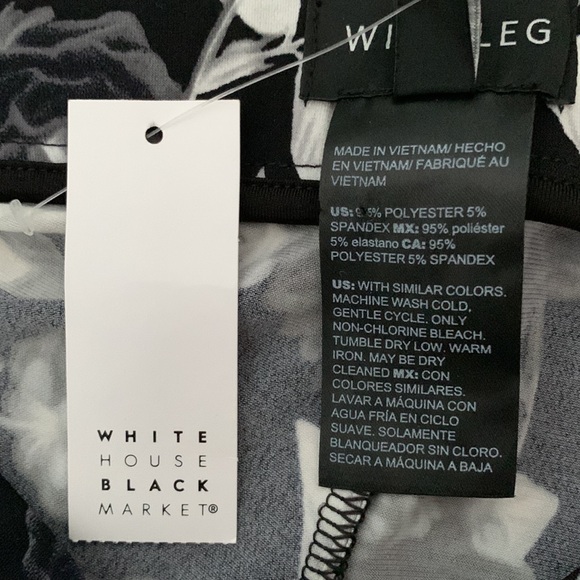 WI LEG
MADE IN VIETNAM/ HECHO
EN VIETNAM/ FABRIQUÉ AU
VIETNAM
US: 95% POLYESTER 5%
SPANDEX MX: 95% poliéster
5% elastano CA: 95%
POLYESTER 5% SPANDEX
US: WITH SIMILAR COLORS.
MACHINE WASH COLD,
GENTLE CYCLE. ONLY
NON-CHLORINE BLEACH.
TUMBLE DRY LOW. WARM
IRON. MAY BE DRY
CLEANED MX: CON
COLORES SIMILARES.
LAVAR A MÁQUINA CON
AGUA FRÍA EN CICLO
SUAVE. SOLAMENTE
BLANQUEADOR SIN CLORO.
SECAR A MÁQUINA A BAJA
WHITE
HOUSE
BLACK
MARKET®